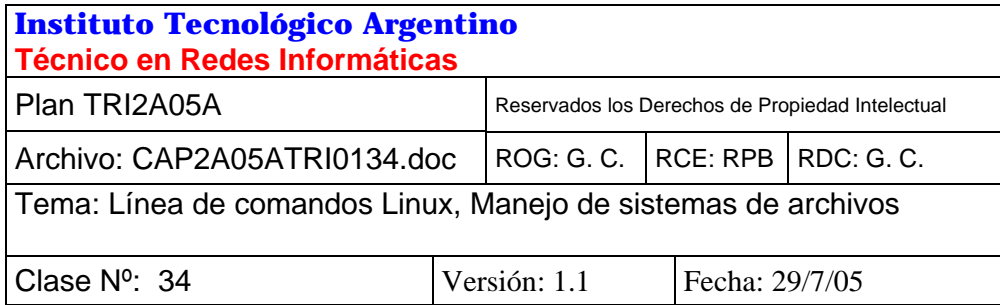 Instituto Tecnológico Argentino
Técnico en Redes Informáticas
Plan TRI2A05A
Reservados los Derechos de Propiedad Intelectual
Archivo: CAP2A05ATRI0134.doc
ROG: G. C.
RCE: RPB
RDC: G. C.
Tema: Línea de comandos Linux, Manejo de sistemas de archivos
Clase Nº: 34
Versión: 1.1
Fecha: 29/7/05